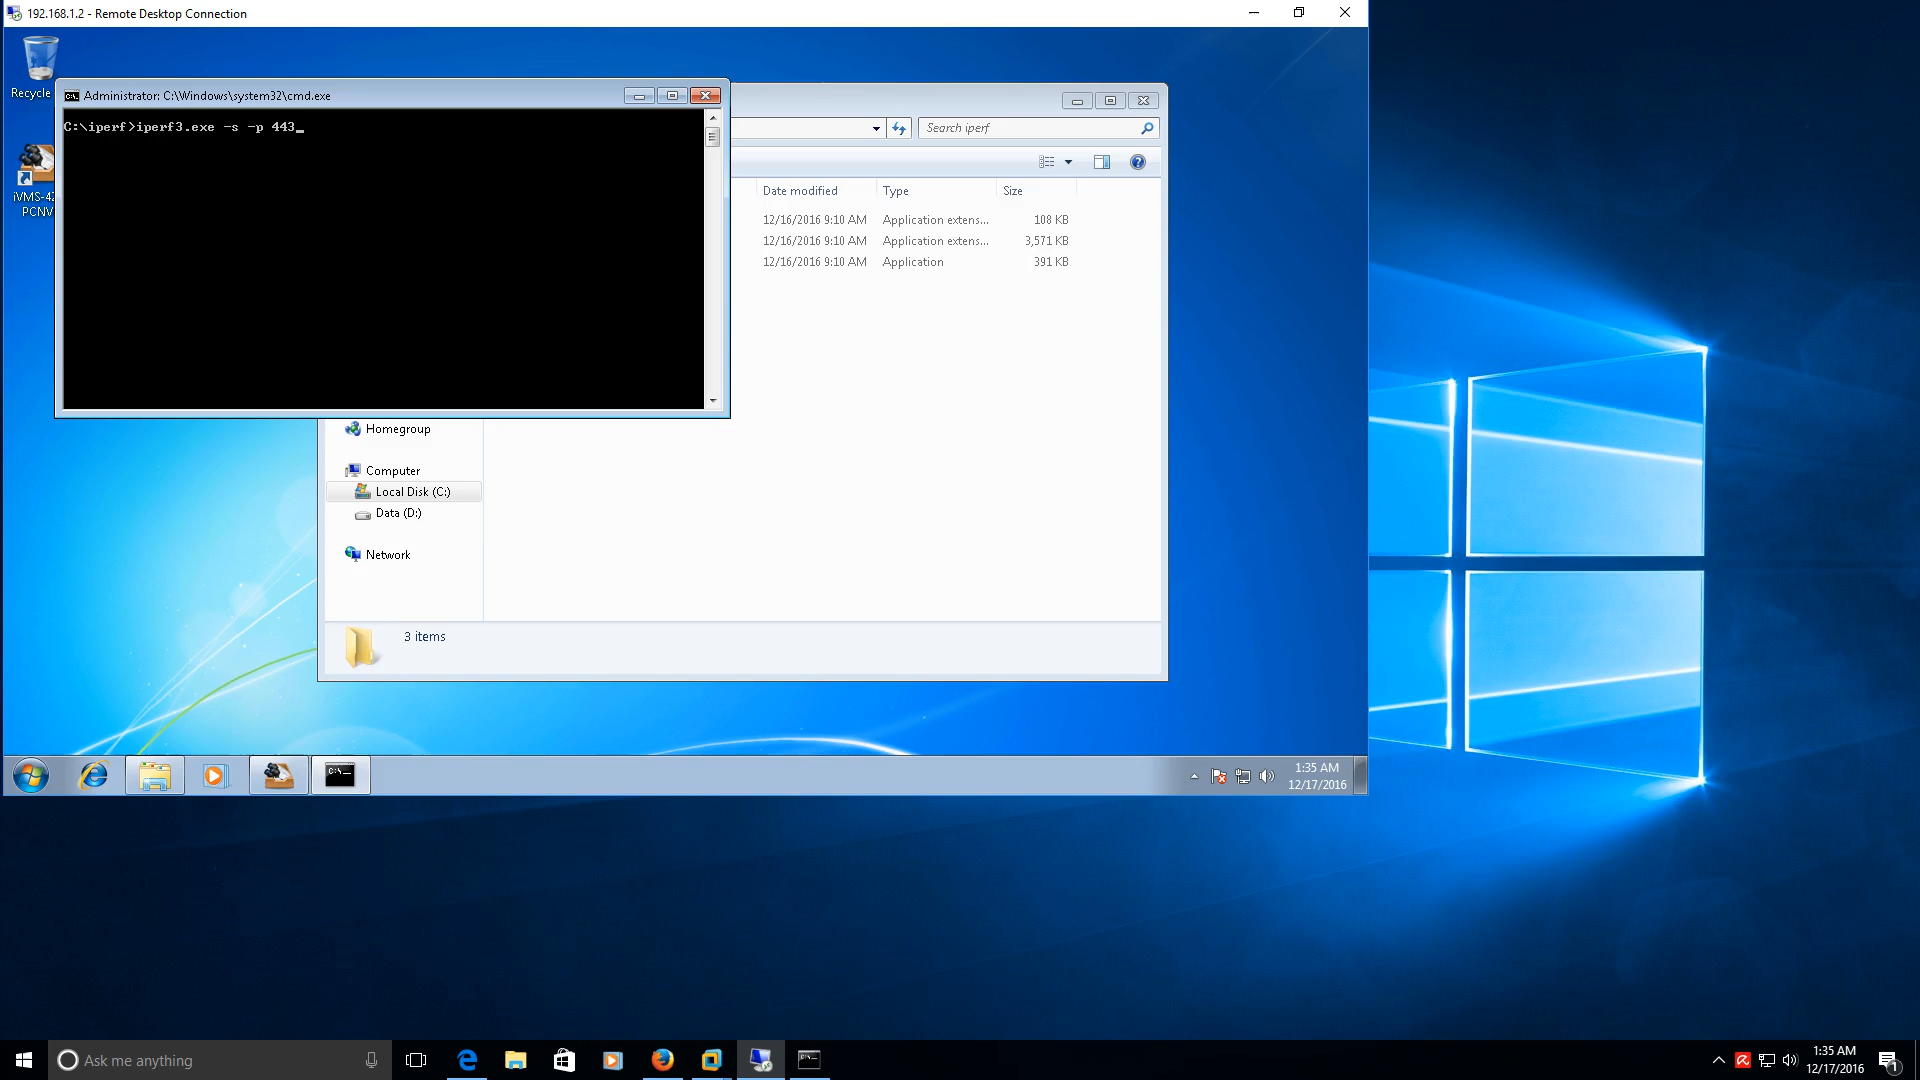 192.168.1.2 - Remote Desktop Connection
Recycle
Administrator: C:\Windows\system32\cmd.exe
C:\iperf>iperf3.exe -s -p 443_
Search iperf
iVMS-42
PCNV
Date modified Type Size
12/16/2016 9:10 AM Application extens... 108 KB
12/16/2016 9:10 AM Application extens... 3,571 KB
12/16/2016 9:10 AM Application 391 KB
Homegroup
Computer
Local Disk (C:)
Data (D:)
Network
3 items
1:35 AM
12/17/2016
Ask me anything
1:35 AM
12/17/2016
1